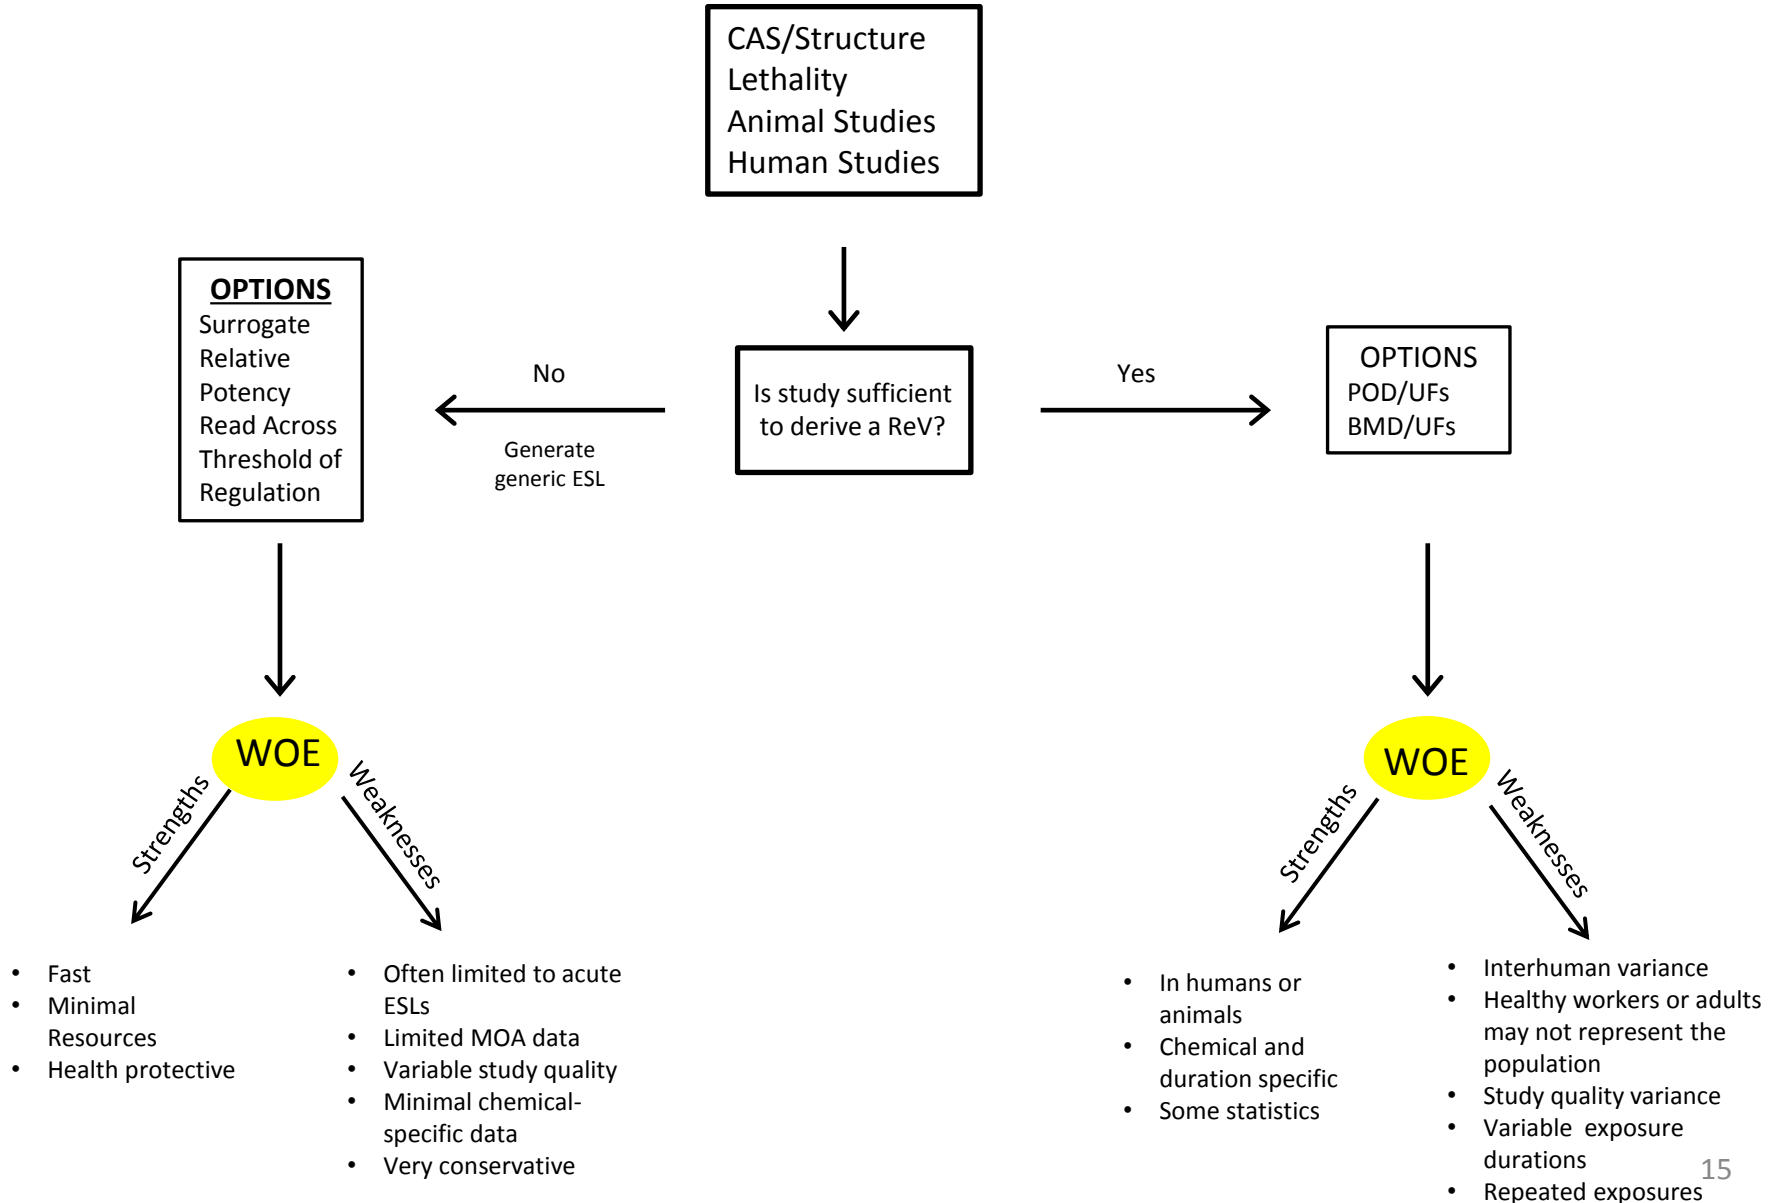 CAS/Structure
Lethality
Animal Studies
Human Studies
OPTIONS
Surrogate
Relative
Potency
Read Across
Threshold of
Regulation
No
Generate
generic ESL
Is study sufficient
to derive a ReV?
Yes
OPTIONS
POD/UFs
BMD/UFs
WOE
Strengths
Weaknesses
• Fast
• Minimal
Resources
• Health protective
• Often limited to acute
ESLs
• Limited MOA data
• Variable study quality
• Minimal chemical-
specific data
• Very conservative
WOE
Strengths
Weaknesses
• In humans or
animals
• Chemical and
duration specific
• Some statistics
• Interhuman variance
• Healthy workers or adults
may not represent the
population
• Study quality variance
• Variable exposure
durations
• Repeated exposures
15